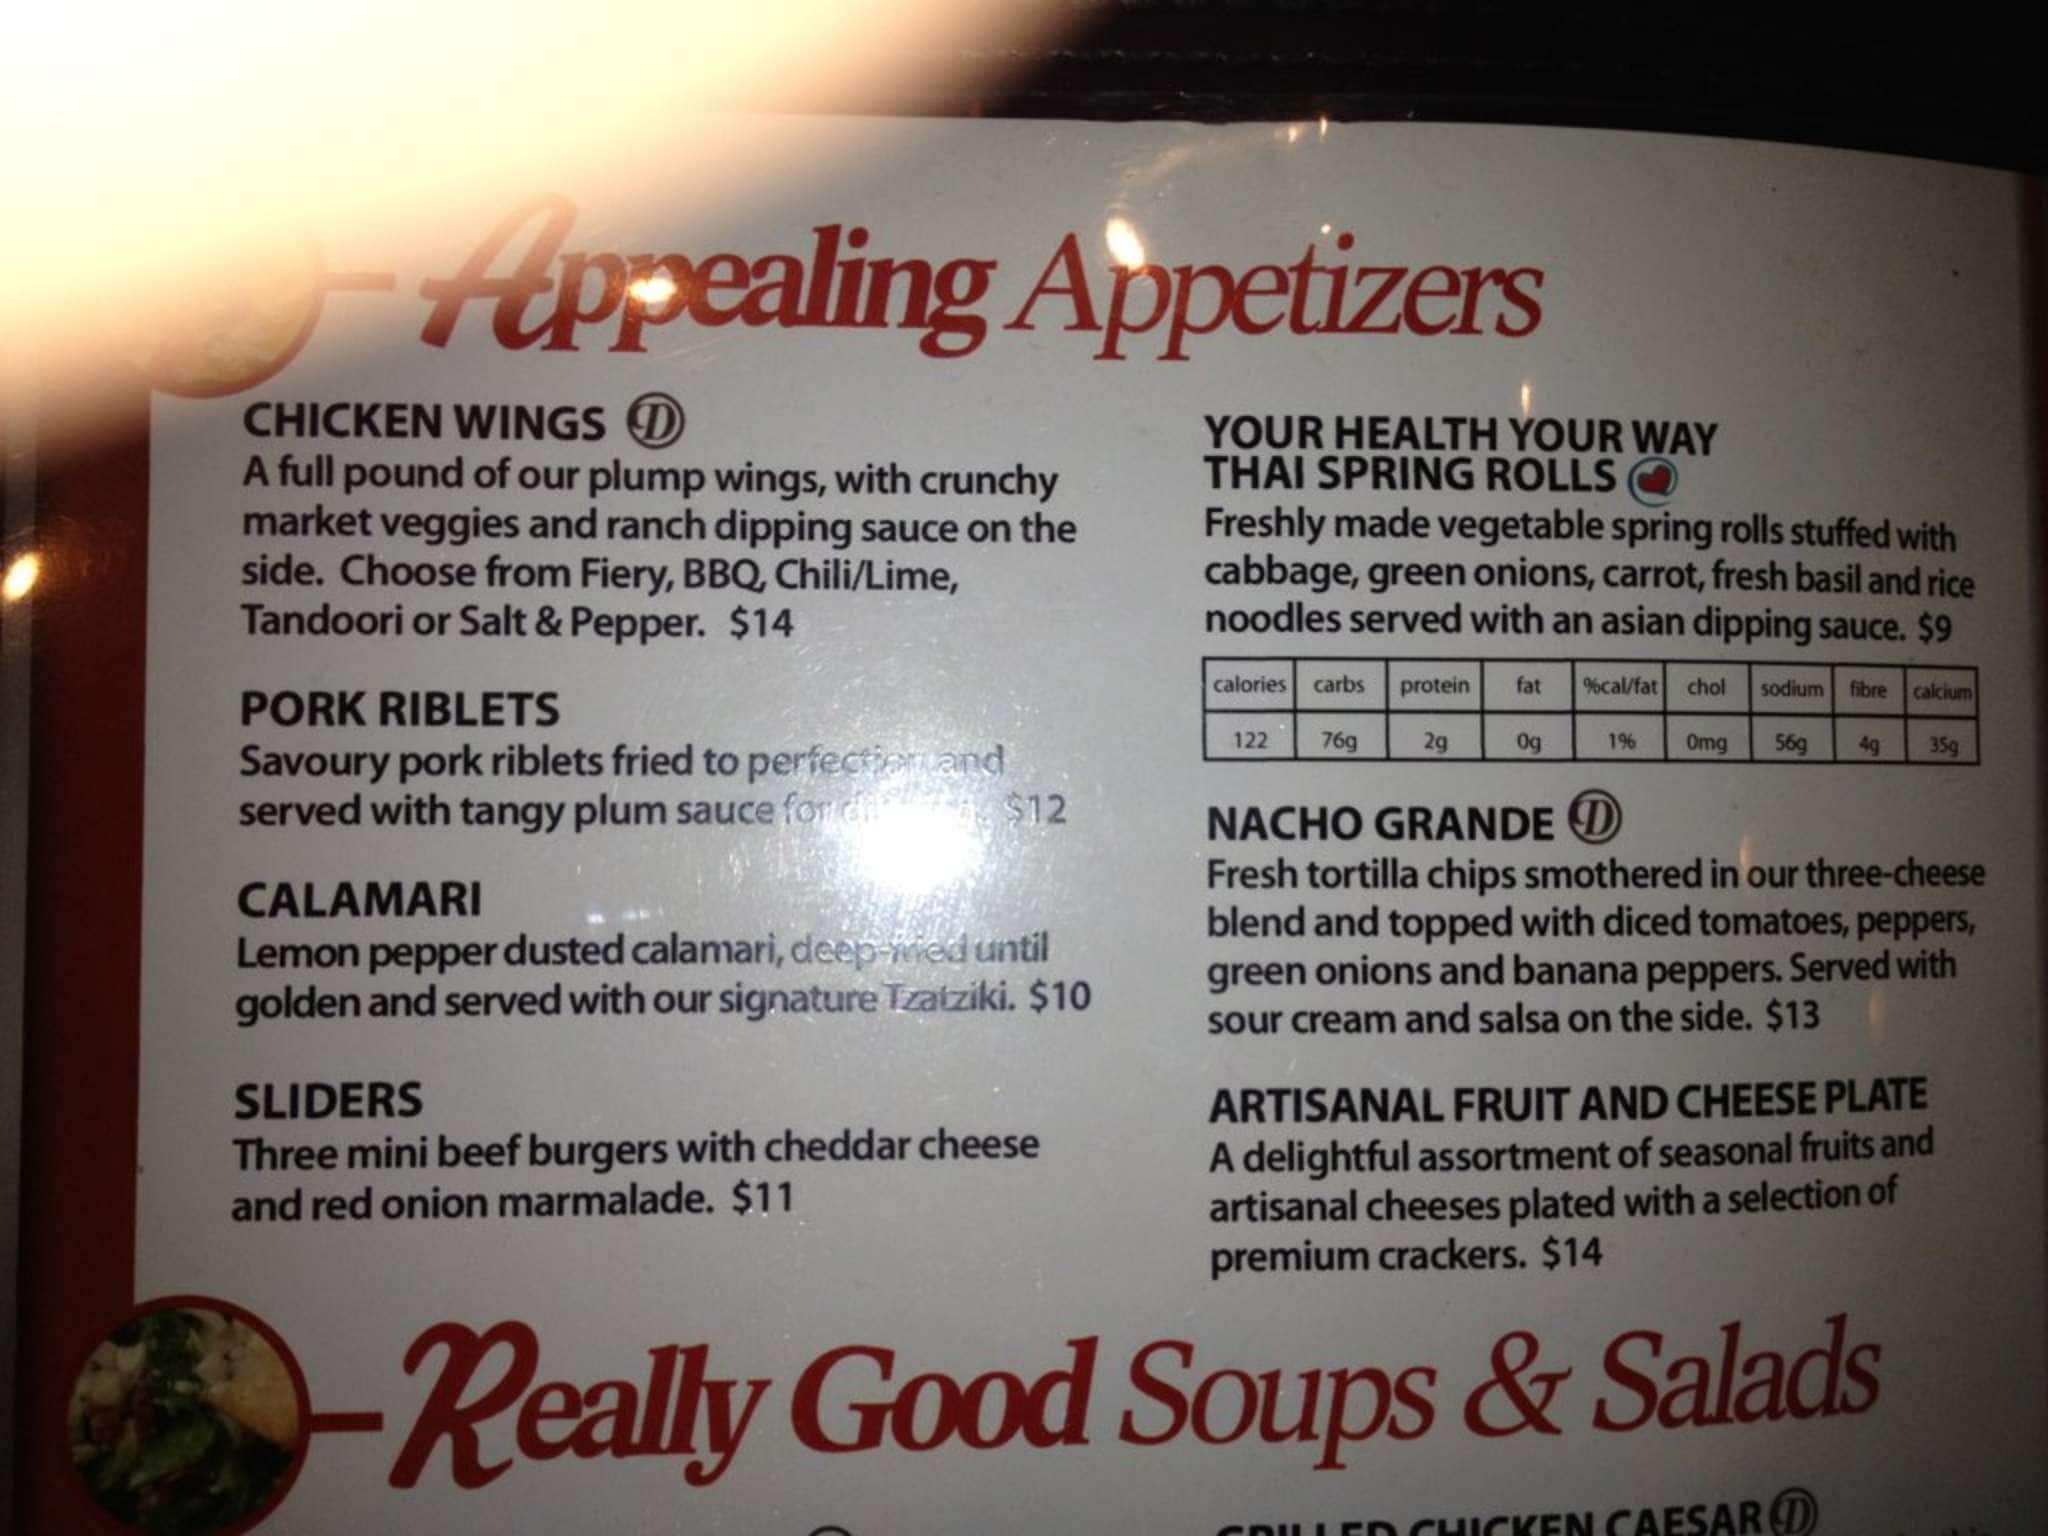 Appealing Appetizers
CHICKEN WINGS D
A full pound of our plump wings, with crunchy
market veggies and ranch dipping sauce on the
side. Choose from Fiery, BBQ, Chili/Lime,
Tandoori or Salt & Pepper. $14
PORK RIBLETS
Savoury pork riblets fried to perfection and
served with tangy plum sauce for $12
CALAMARI
Lemon pepper dusted calamari, deep-fried until
golden and served with our signature Tzatziki. $10
SLIDERS
Three mini beef burgers with cheddar cheese
and red onion marmalade. $11
YOUR HEALTH YOUR WAY
THAI SPRING ROLLS
Freshly made vegetable spring rolls stuffed with
cabbage, green onions, carrot, fresh basil and rice
noodles served with an asian dipping sauce. $9
calories carbs protein fat %cal/fat chol sodium fibre calcium
122 76g 2g 0g 1% 0mg 56g 4g 35g
NACHO GRANDE D
Fresh tortilla chips smothered in our three-cheese
blend and topped with diced tomatoes, peppers,
green onions and banana peppers. Served with
sour cream and salsa on the side. $13
ARTISANAL FRUIT AND CHEESE PLATE
A delightful assortment of seasonal fruits and
artisanal cheeses plated with a selection of
premium crackers. $14
Really Good Soups & Salads
GRILLED CHICKEN CAESAR D